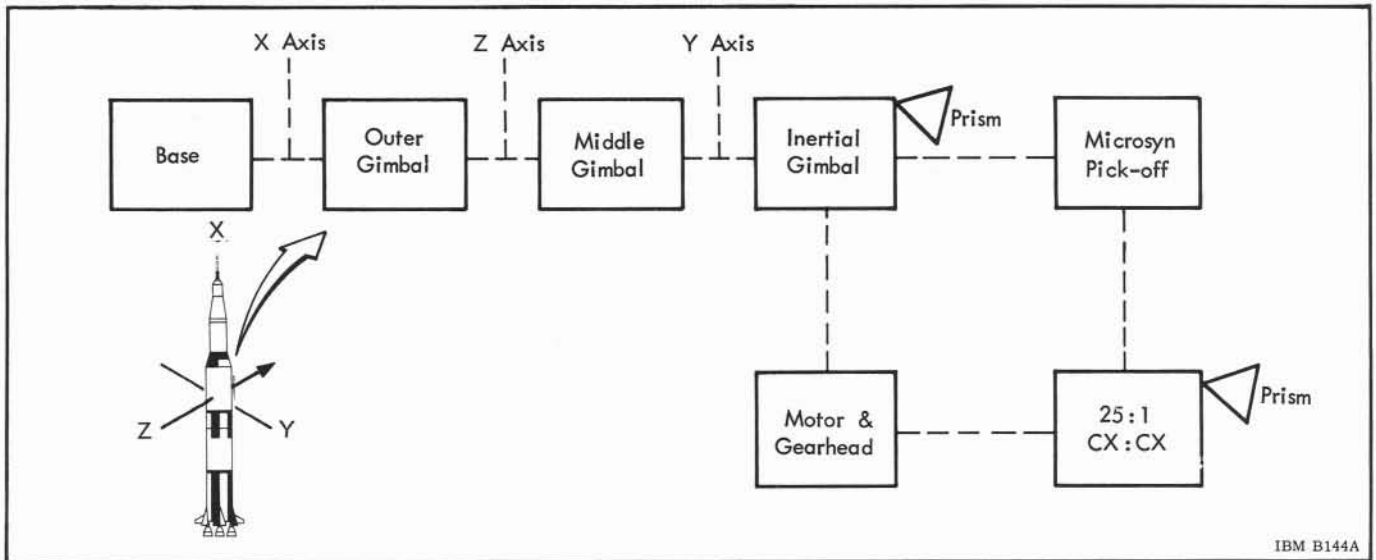 X Axis
Z Axis
Y Axis
Base
Outer
Gimbal
Middle
Gimbal
Inertial
Gimbal
Prism
Microsyn
Pick-off
X
Z
Y
Motor &
Gearhead
25:1
CX:CX
Prism
IBM B144A